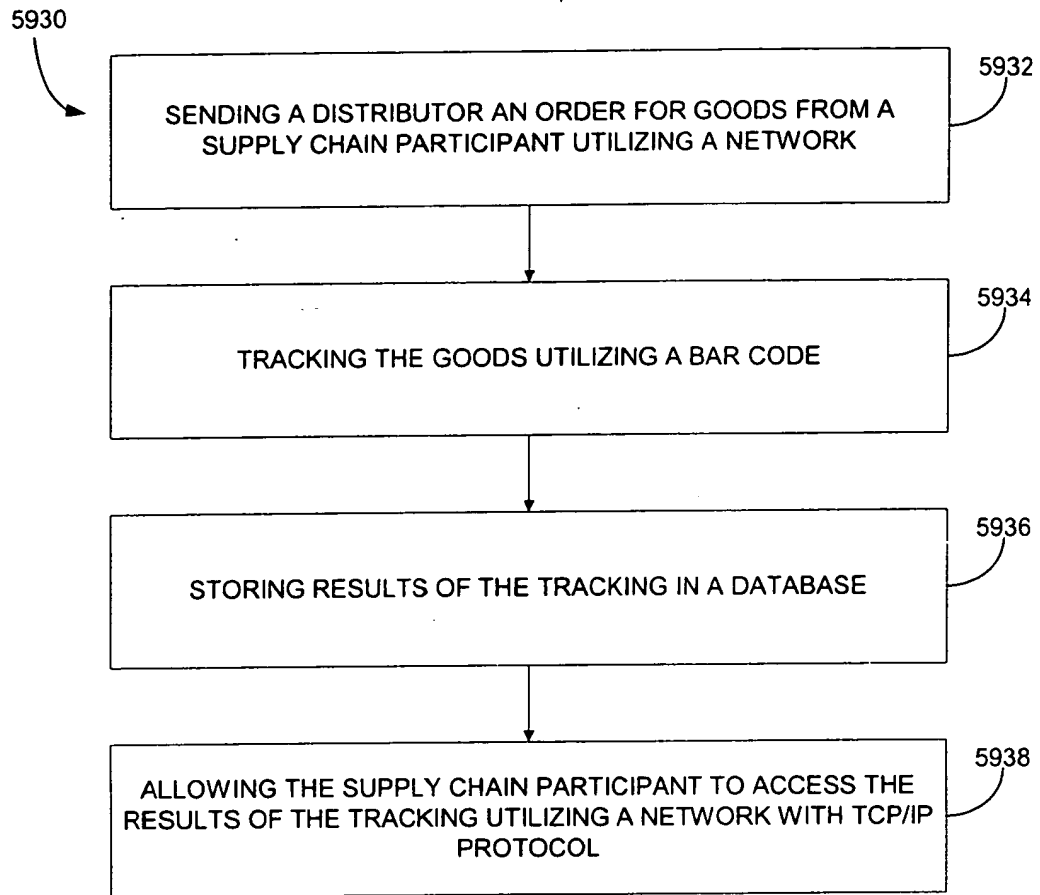 5930
5932
SENDING A DISTRIBUTOR AN ORDER FOR GOODS FROM A
SUPPLY CHAIN PARTICIPANT UTILIZING A NETWORK
5934
TRACKING THE GOODS UTILIZING A BAR CODE
5936
STORING RESULTS OF THE TRACKING IN A DATABASE
5938
ALLOWING THE SUPPLY CHAIN PARTICIPANT TO ACCESS THE
RESULTS OF THE TRACKING UTILIZING A NETWORK WITH TCP/IP
PROTOCOL